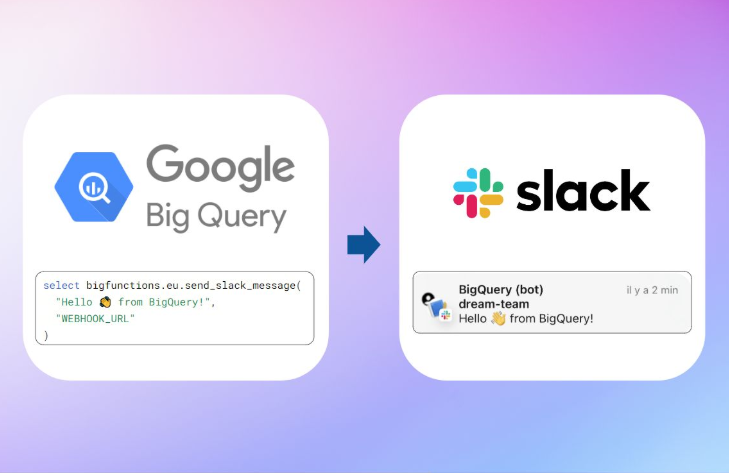 Google
Big Query
select bigfunctions.eu.send_slack_message(
"Hello 👏 from BigQuery!",
"WEBHOOK_URL"
)
slack
BigQuery (bot)
il y a 2 min
dream-team
Hello 👋 from BigQuery!